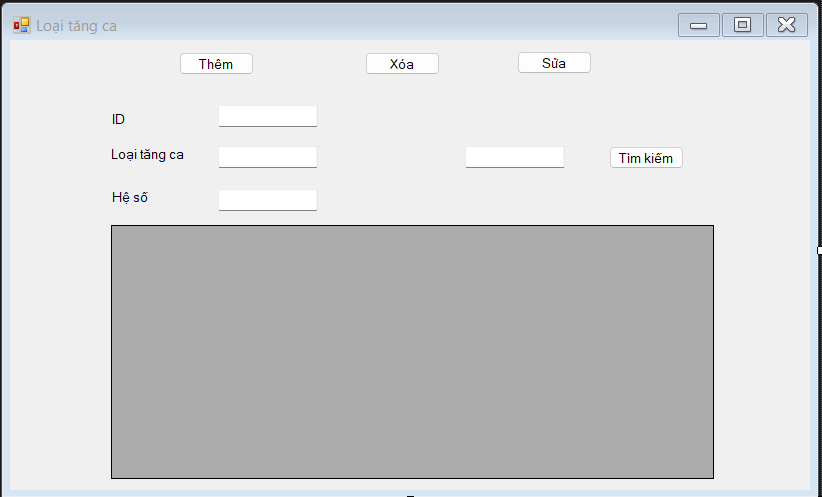 Loại tăng ca
Thêm
Xóa
Sửa
ID
Loại tăng ca
Tìm kiếm
Hệ số